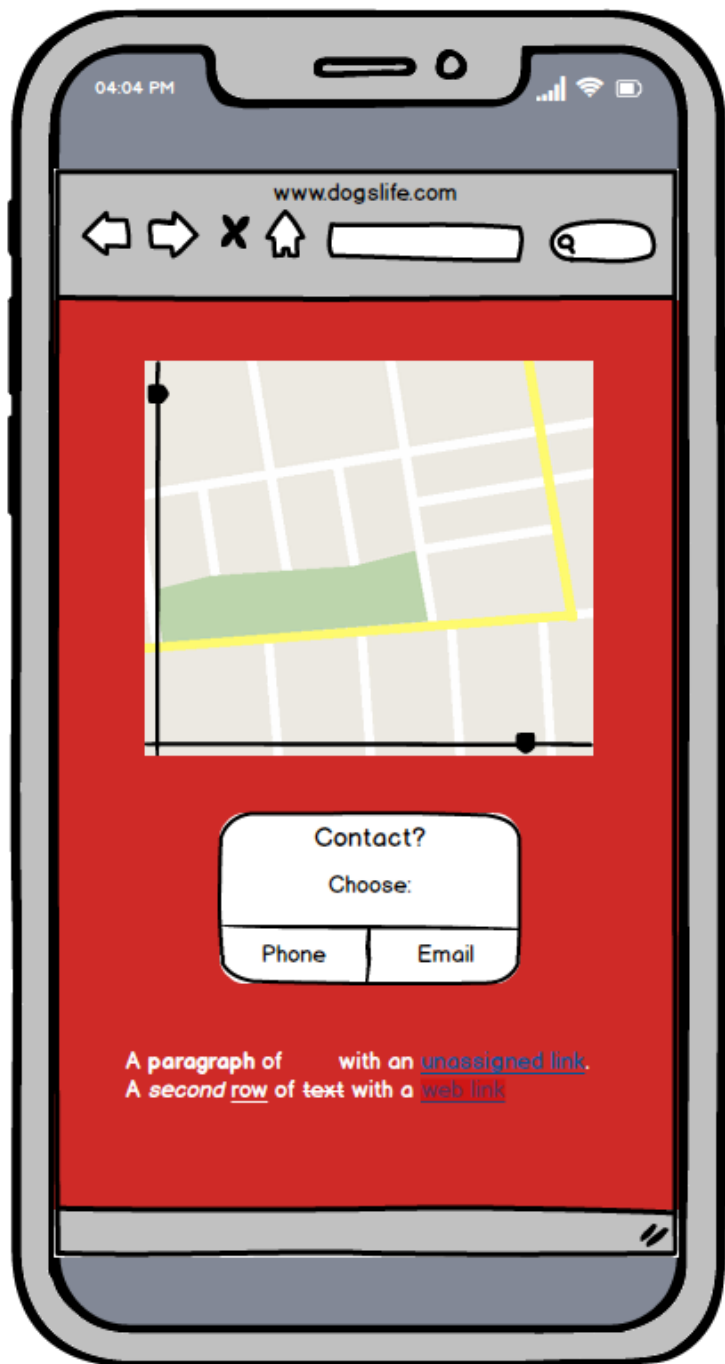 04:04 PM
www.dogslife.com
Contact?
Choose:
Phone Email
A paragraph of with an unassigned link.
A second row of text with a web link